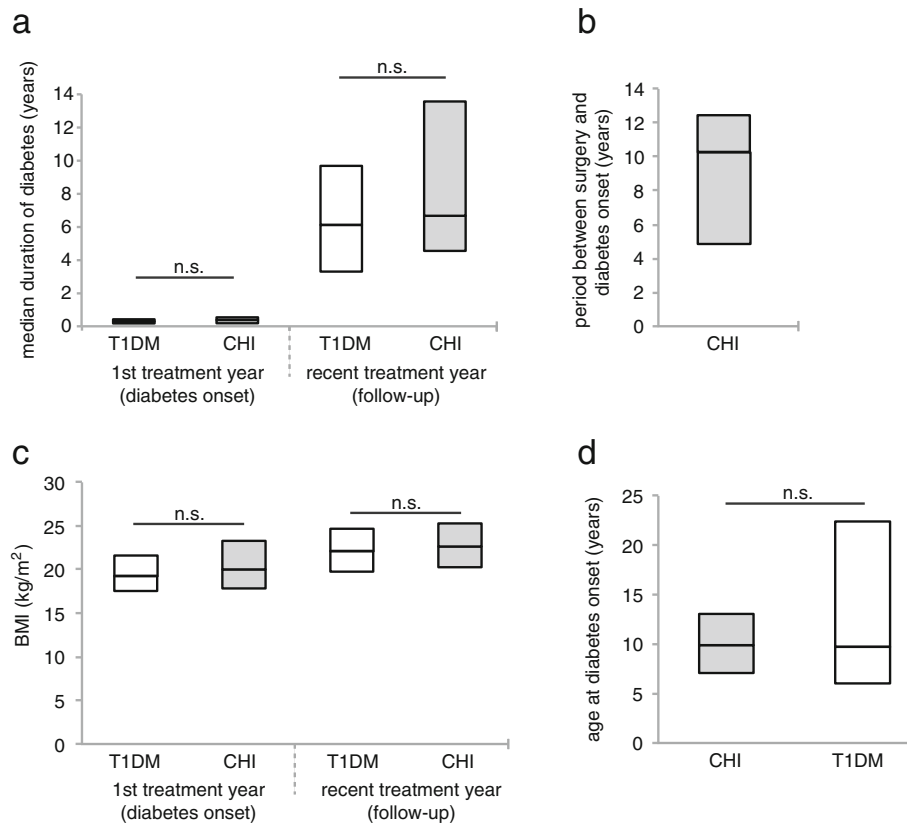 a
median duration of diabetes (years)
14
12
10
8
6
4
2
0
n.s.
n.s.
T1DM CHI T1DM CHI
1st treatment year recent treatment year
(diabetes onset) (follow-up)
b
period between surgery and
diabetes onset (years)
14
12
10
8
6
4
2
0
CHI
c
BMI (kg/m²)
30
25
20
15
10
5
0
n.s.
n.s.
T1DM CHI T1DM CHI
1st treatment year recent treatment year
(diabetes onset) (follow-up)
d
age at diabetes onset (years)
25
20
15
10
5
0
n.s.
CHI T1DM